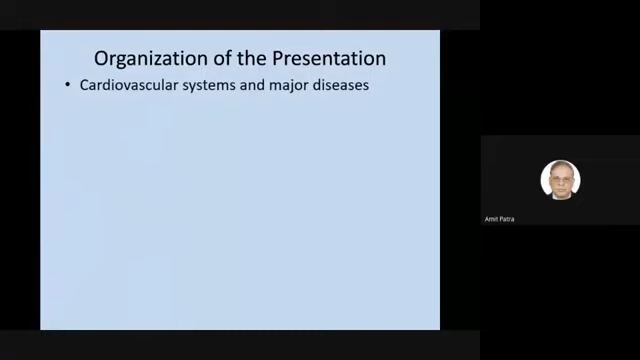 Organization of the Presentation
• Cardiovascular systems and major diseases
Amit Patra